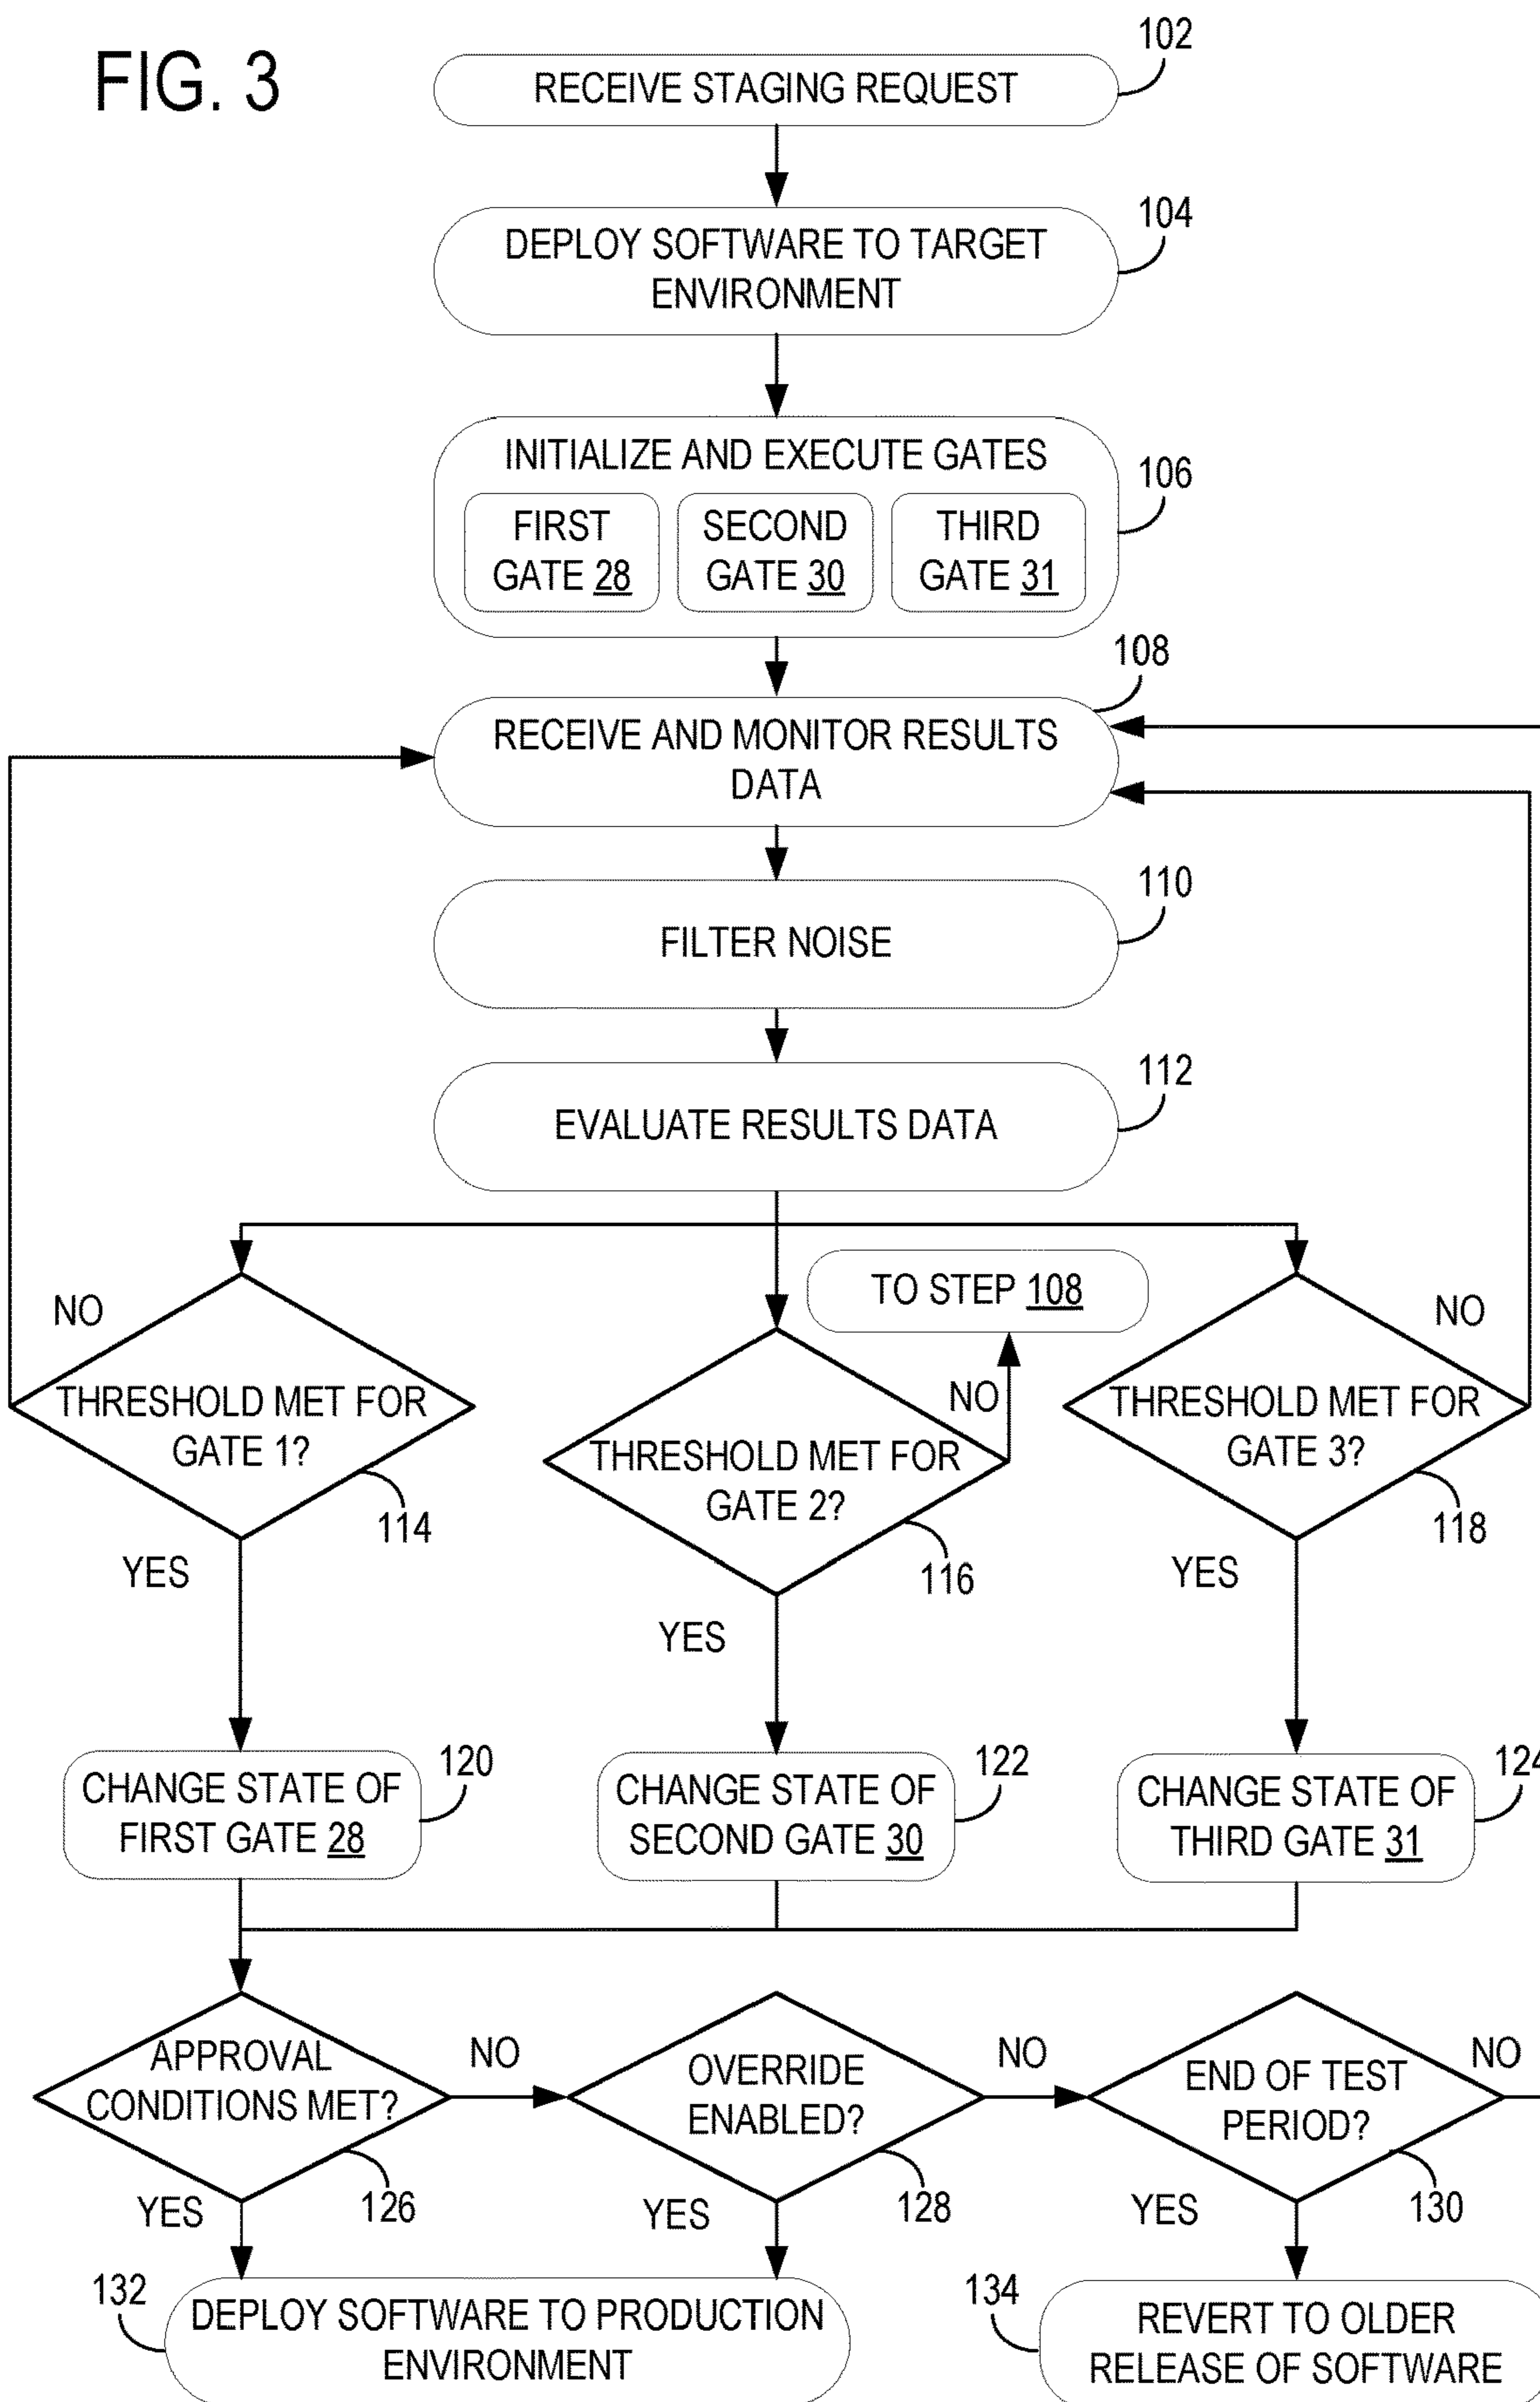 FIG. 3
102
RECEIVE STAGING REQUEST
104
DEPLOY SOFTWARE TO TARGET
ENVIRONMENT
106
INITIALIZE AND EXECUTE GATES
FIRST
GATE 28
SECOND
GATE 30
THIRD
GATE 31
108
RECEIVE AND MONITOR RESULTS
DATA
110
FILTER NOISE
112
EVALUATE RESULTS DATA
TO STEP 108
NO
THRESHOLD MET FOR
GATE 1?
114
YES
NO
THRESHOLD MET FOR
GATE 2?
116
YES
NO
THRESHOLD MET FOR
GATE 3?
118
YES
120
CHANGE STATE OF
FIRST GATE 28
122
CHANGE STATE OF
SECOND GATE 30
124
CHANGE STATE OF
THIRD GATE 31
APPROVAL
CONDITIONS MET?
NO
126
YES
OVERRIDE
ENABLED?
NO
128
YES
END OF TEST
PERIOD?
NO
130
YES
132
DEPLOY SOFTWARE TO PRODUCTION
ENVIRONMENT
134
REVERT TO OLDER
RELEASE OF SOFTWARE